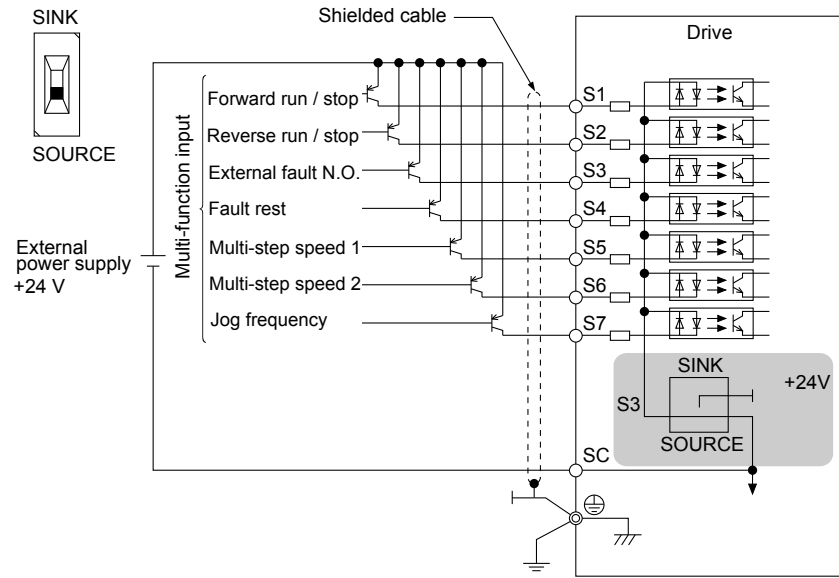 SINK
SOURCE
Shielded cable
Drive
Multi-function input
Forward run / stop
Reverse run / stop
External fault N.O.
Fault rest
Multi-step speed 1
Multi-step speed 2
Jog frequency
External
power supply
+24 V
S1
S2
S3
S4
S5
S6
S7
SINK
+24V
S3
SOURCE
SC